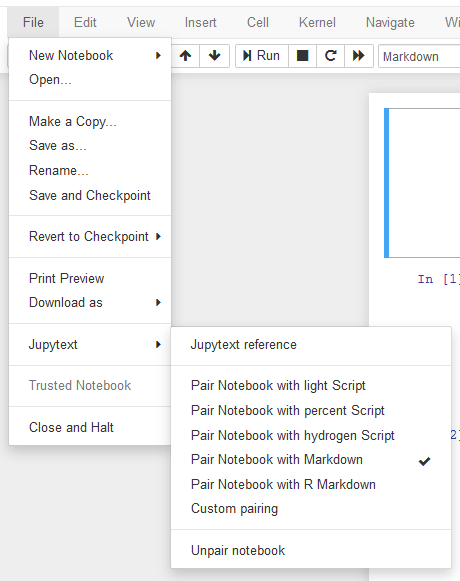 File Edit View Insert Cell Kernel Navigate
Run Markdown
New Notebook
Open...
Make a Copy...
Save as...
Rename...
Save and Checkpoint
Revert to Checkpoint
Print Preview
Download as
Jupytext
Trusted Notebook
Close and Halt
In [1]
Jupytext reference
Pair Notebook with light Script
Pair Notebook with percent Script
Pair Notebook with hydrogen Script
Pair Notebook with Markdown
Pair Notebook with R Markdown
Custom pairing
Unpair notebook